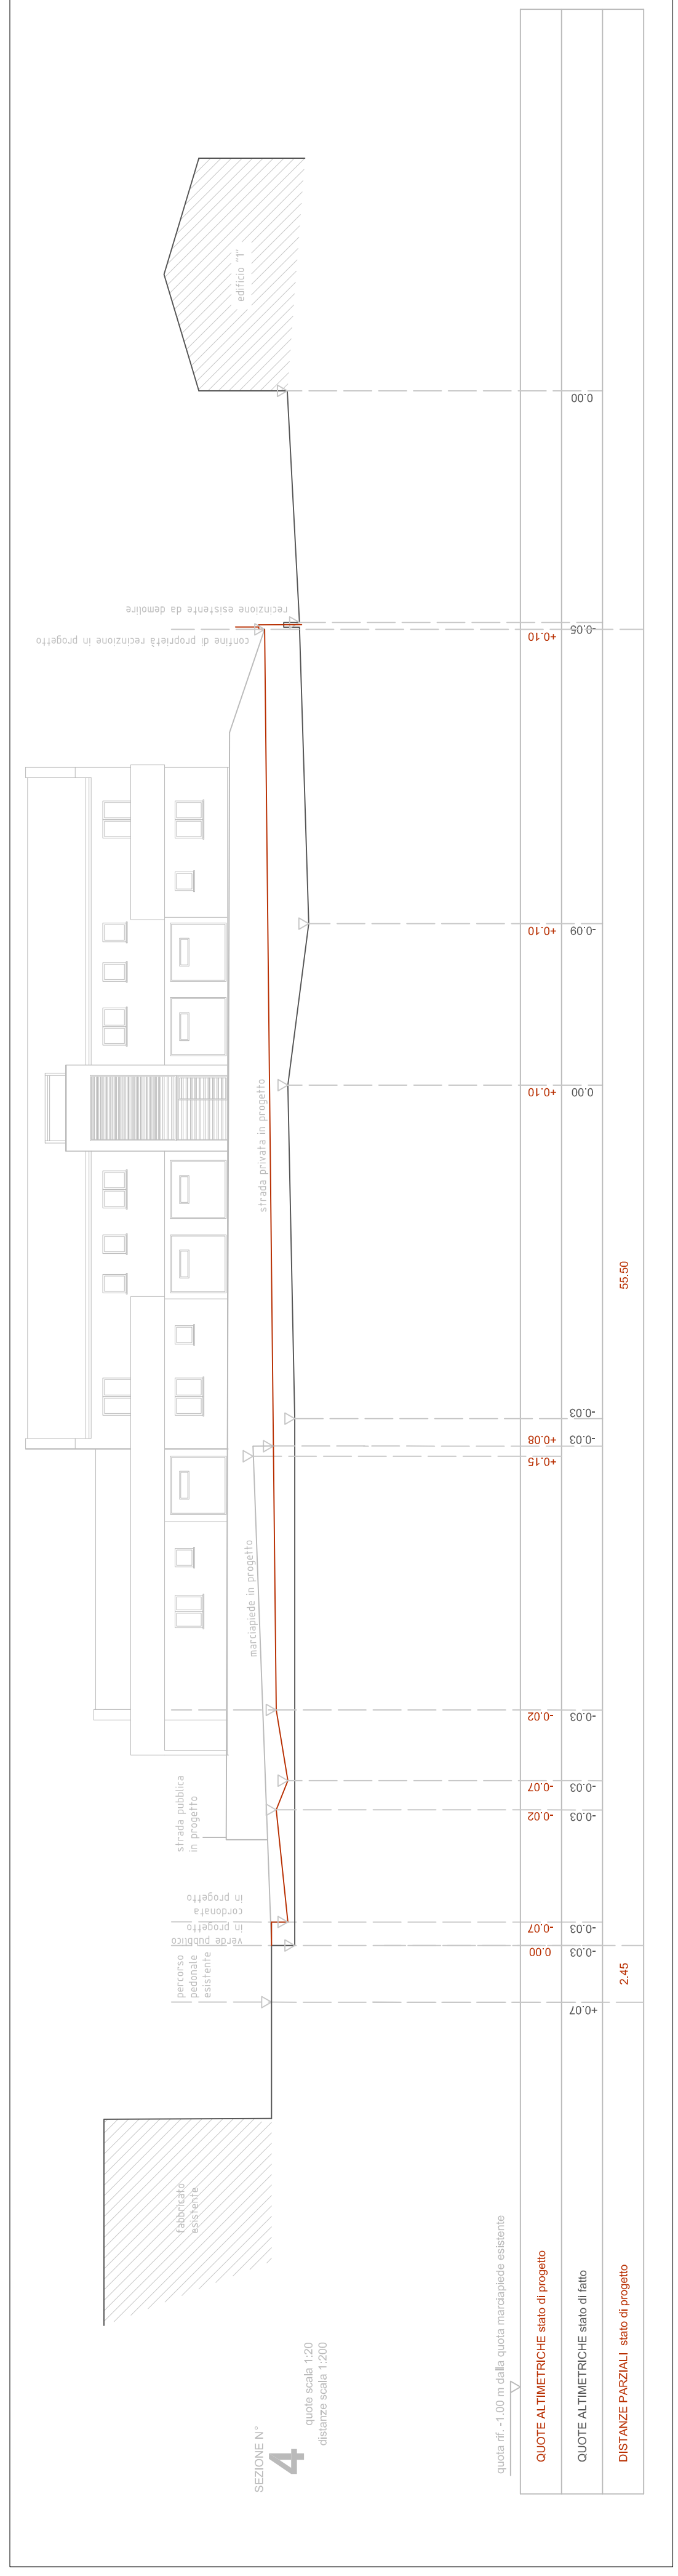 SEZIONE N°
4
quote scala 1:20
distanze scala 1:200
fabbricato
esistente
percorso
pedonale
esistente
verde pubblico
in progetto
cordonata
in progetto
strada pubblica
in progetto
marciapiede in progetto
strada privata in progetto
confine di proprietà recinzione in progetto
recinzione esistente da demolire
edificio "1"
quota rif. -1.00 m dalla quota marciapiede esistente
QUOTE ALTIMETRICHE stato di progetto
0.00
-0.07
-0.02
-0.07
-0.02
+0.15
+0.08
+0.10
+0.10
+0.10
QUOTE ALTIMETRICHE stato di fatto
+0.07
-0.03
-0.03
-0.03
-0.03
-0.03
-0.03
-0.03
0.00
-0.09
-0.05
0.00
DISTANZE PARZIALI stato di progetto
2.45
55.50